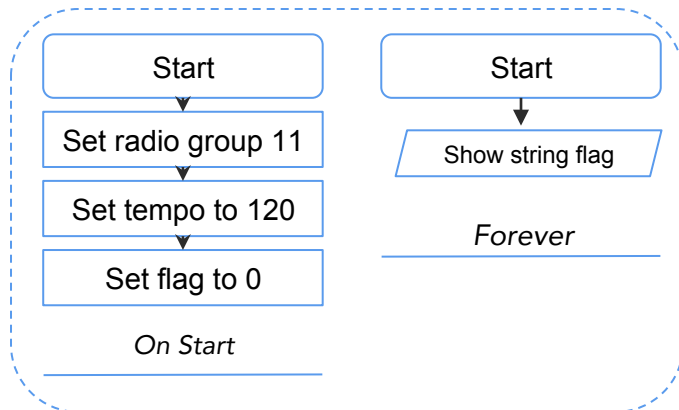 Start
Set radio group 11
Set tempo to 120
Set flag to 0
On Start
Start
Show string flag
Forever